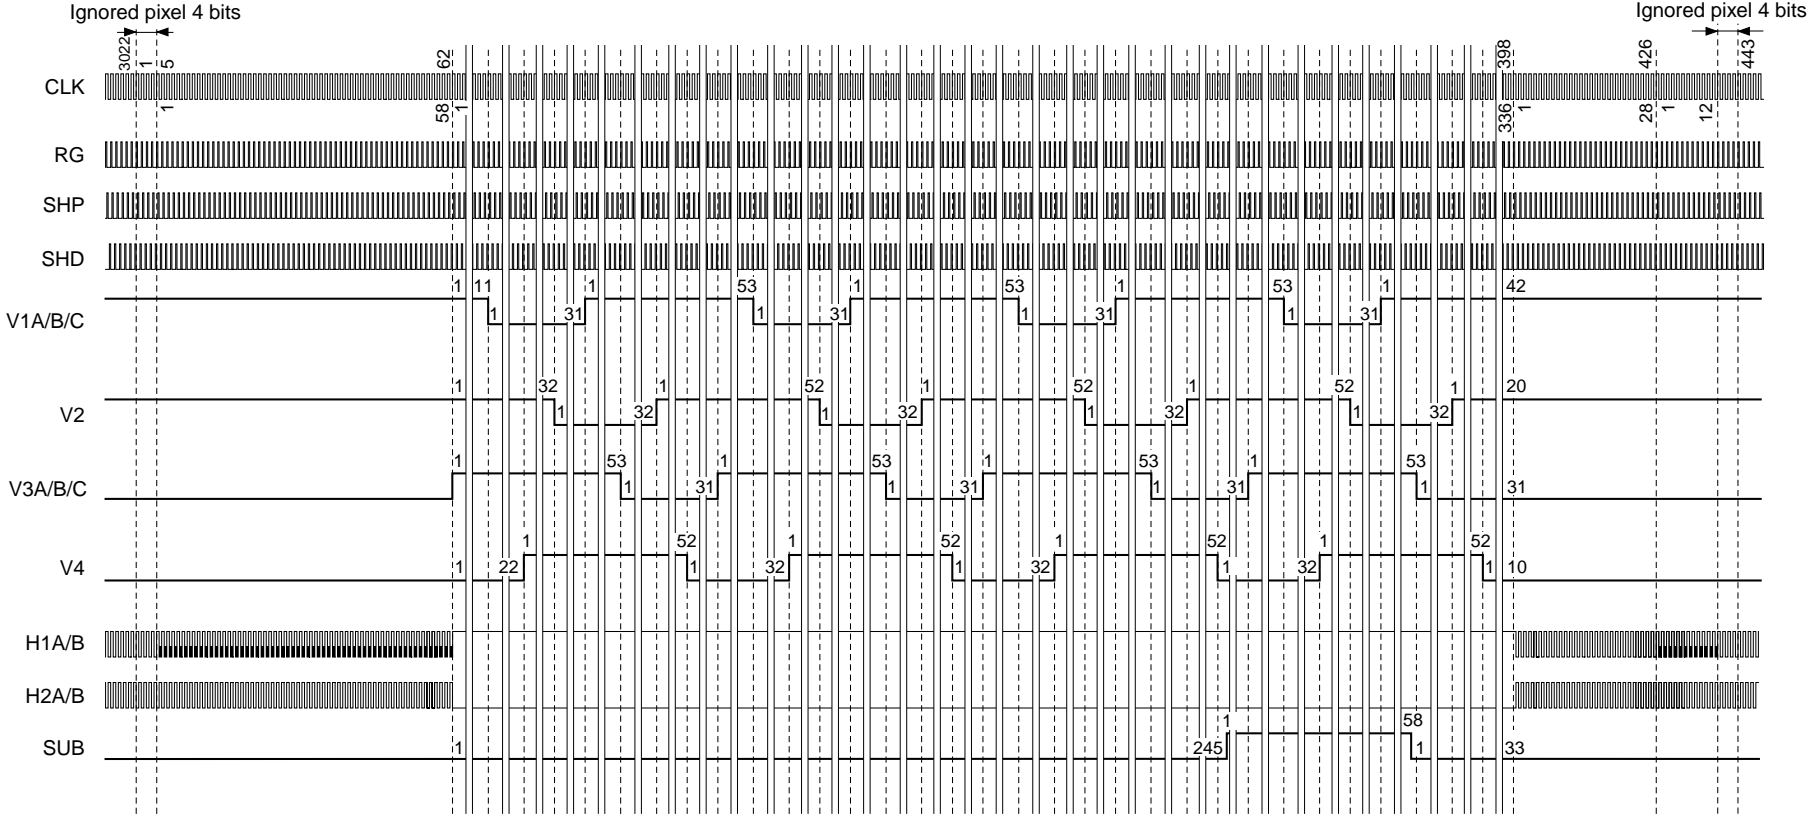 Ignored pixel 4 bits
Ignored pixel 4 bits
3022
1
5
62
398
426
443
CLK
1
58
1
336
1
28
1
12
RG
SHP
SHD
1 11 1 53 1 53 1 53 1 42
V1A/B/C
1 31 1 31 1 31 1 31
1 32 1 52 1 52 1 52 1 20
V2
1 32 1 32 1 32 1 32
1 53 1 53 1 53 1 53
V3A/B/C
1 31 1 31 1 31 1 31
1 52 1 52 1 52 1 52
V4
1 22 1 32 1 32 1 32 1 10
H1A/B
H2A/B
1 58
SUB
1 245 1 33